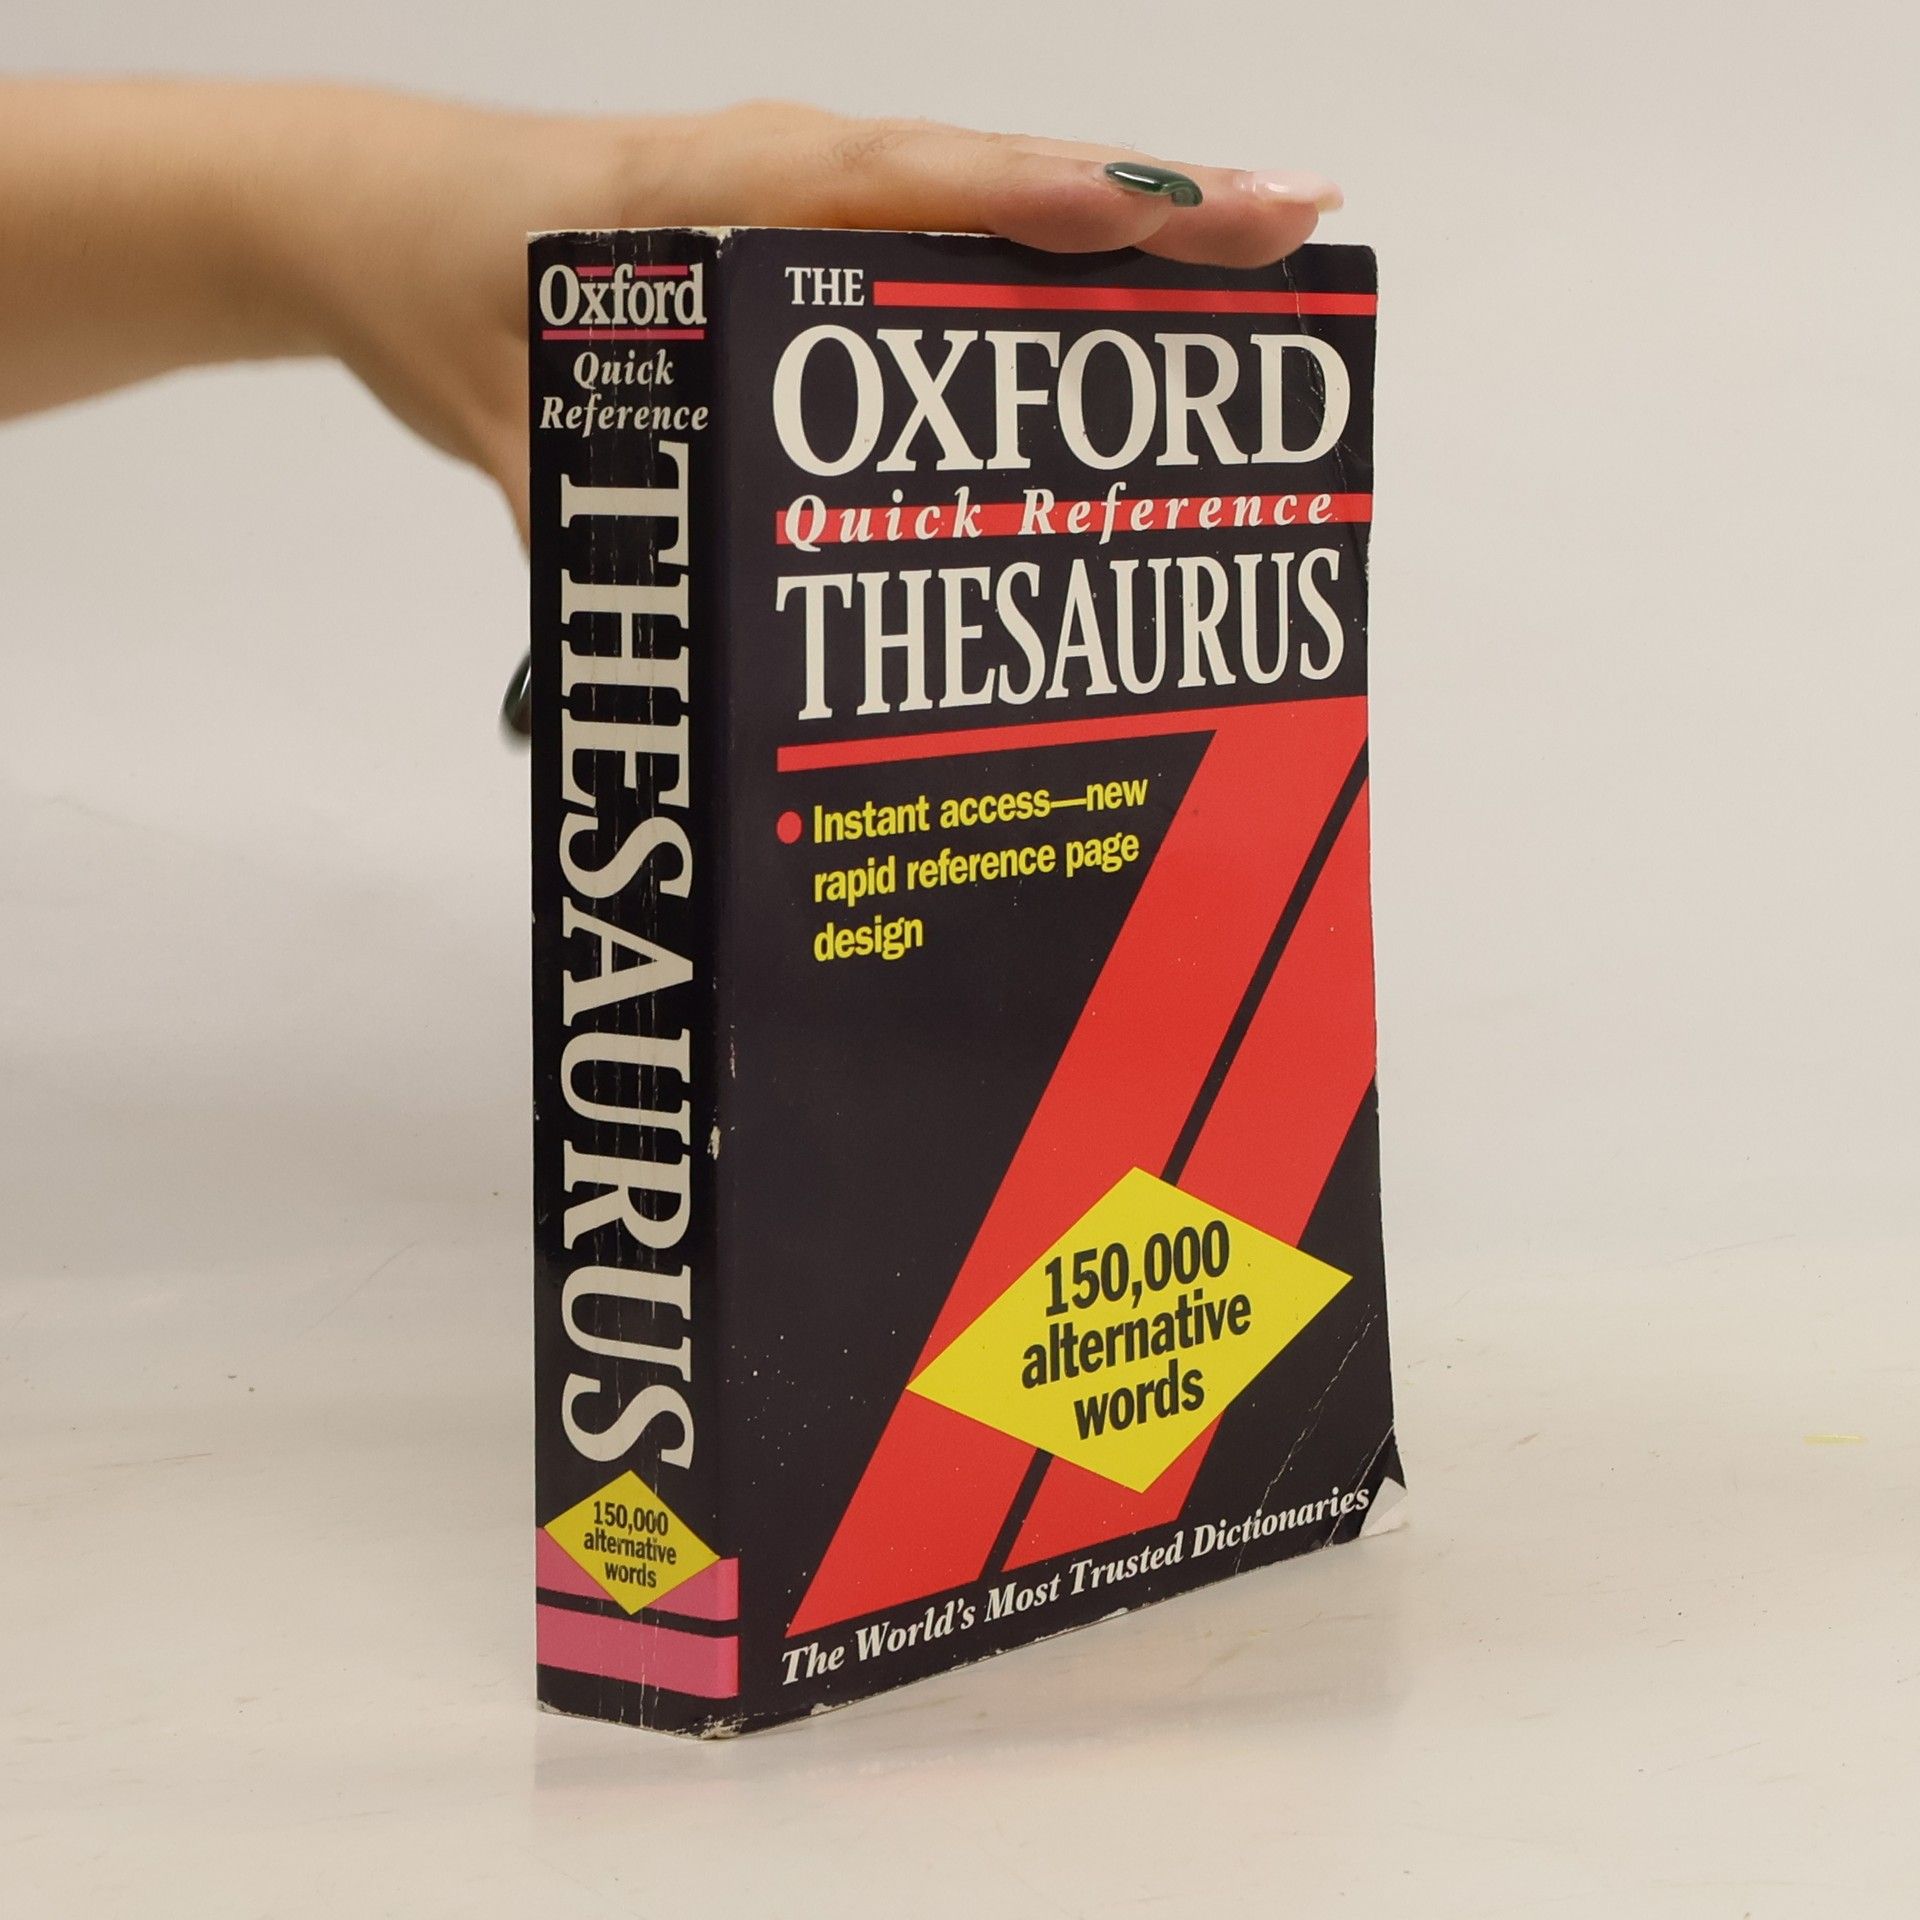 Oxford
Quick
Reference
THESAURUS
150,000
alternative
words
THE
OXFORD
Quick Reference
THESAURUS
Instant access—new
rapid reference page
design
150,000
alternative
words
The World's Most Trusted Dictionaries